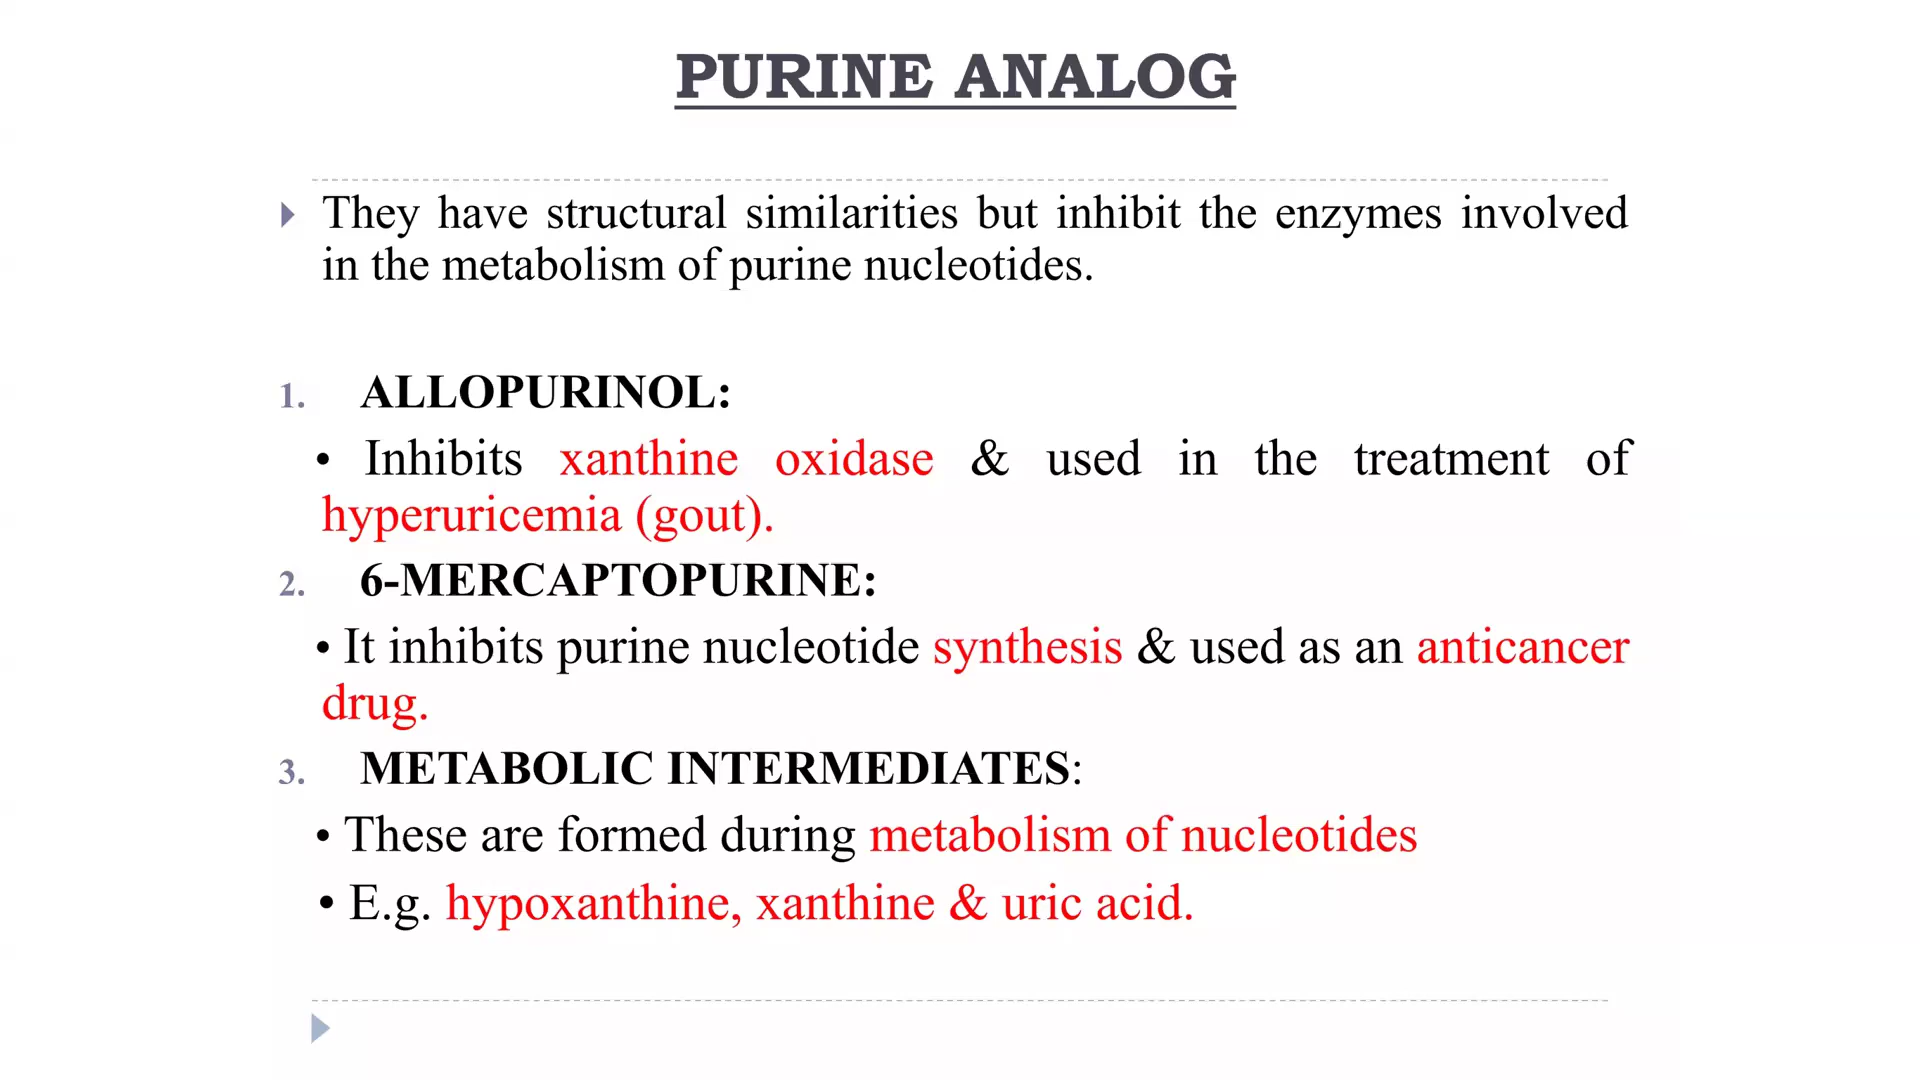 PURINE ANALOG
They have structural similarities but inhibit the enzymes involved
in the metabolism of purine nucleotides.
1. ALLOPURINOL:
• Inhibits xanthine oxidase & used in the treatment of
hyperuricemia (gout).
2. 6-MERCAPTOPURINE:
• It inhibits purine nucleotide synthesis & used as an anticancer
drug.
3. METABOLIC INTERMEDIATES:
• These are formed during metabolism of nucleotides
• E.g. hypoxanthine, xanthine & uric acid.